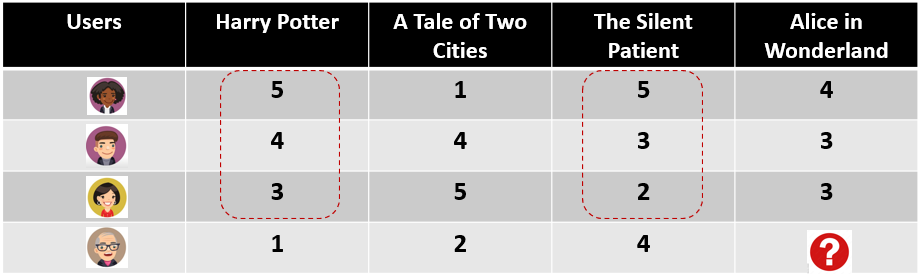 Users Harry Potter A Tale of Two Cities The Silent Patient Alice in Wonderland
5 1 5 4
4 4 3 3
3 5 2 3
1 2 4 ?